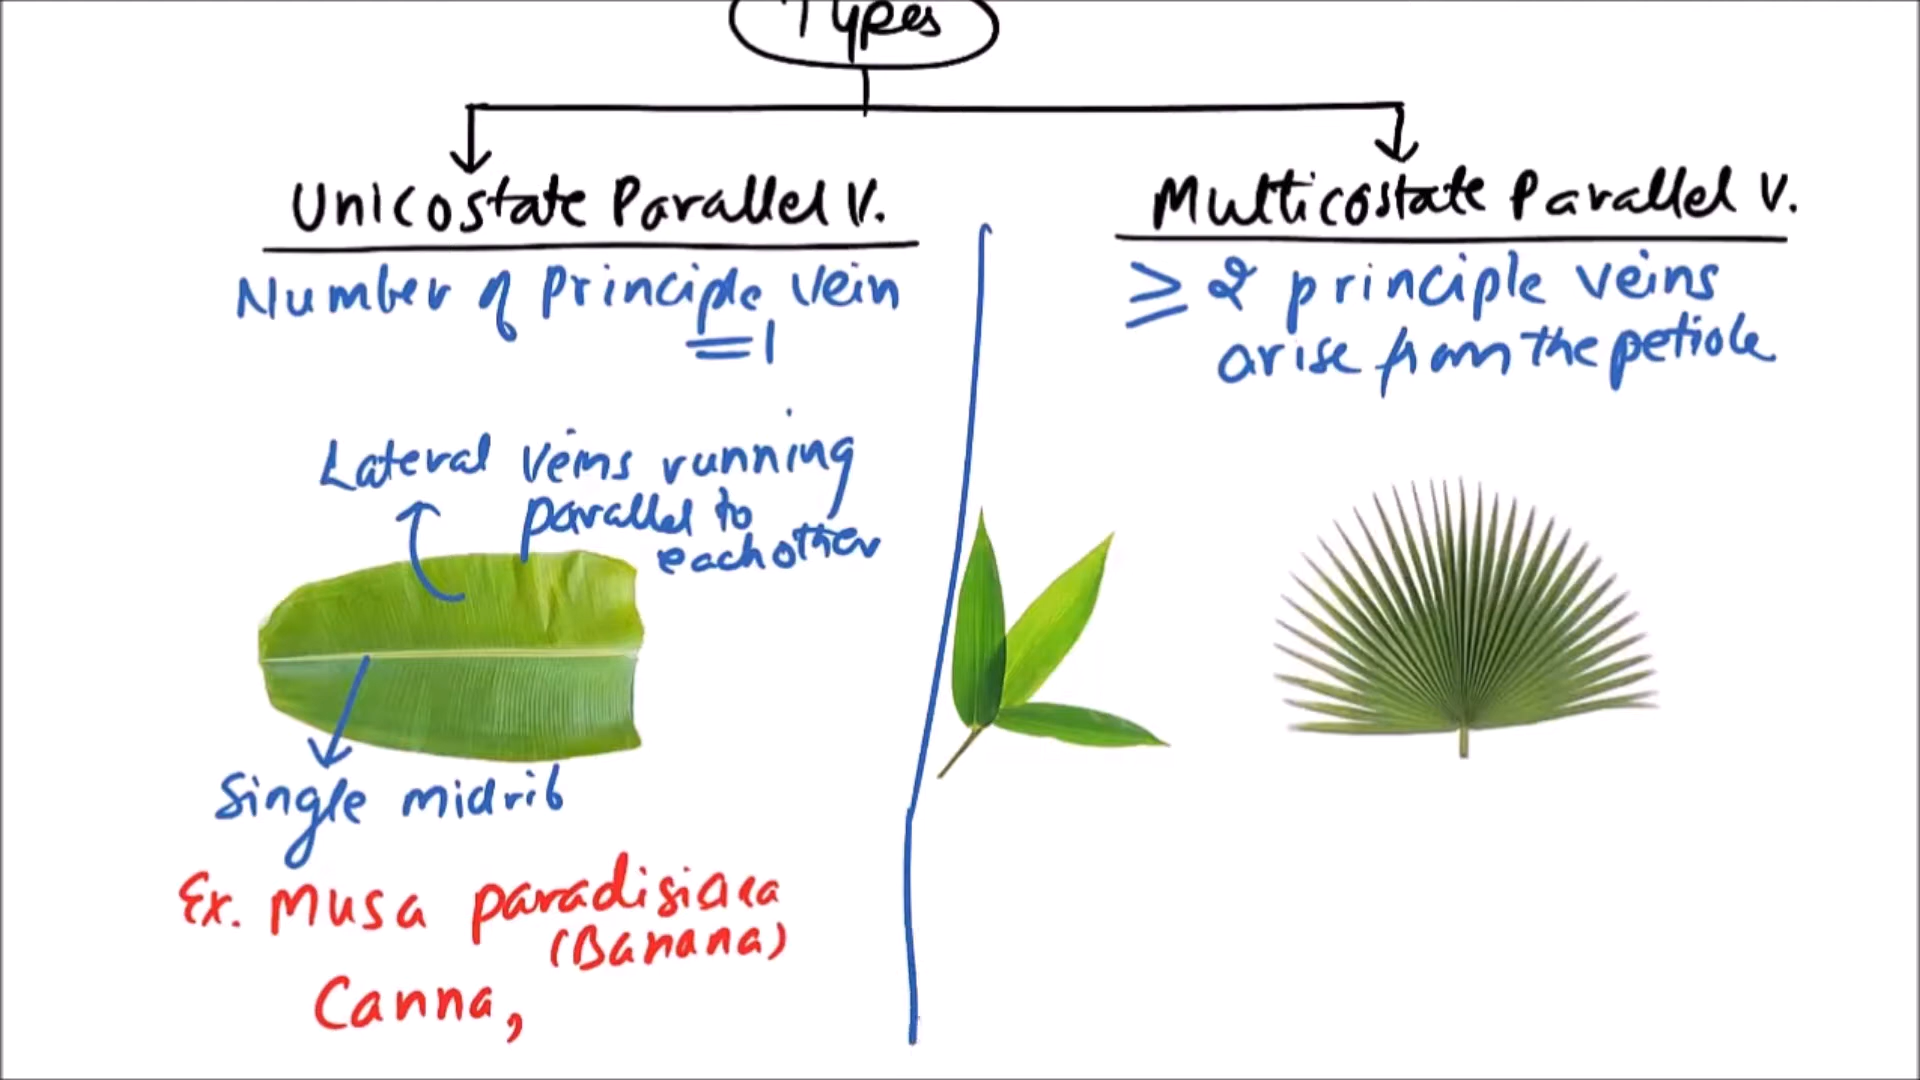 Types
Unicostate Parallel V.
Number of Principle Vein
=1
Lateral Veins running
parallel to
each other
Single midrib
Ex. Musa paradisiaca
(Banana)
Canna,
Multicostate Parallel V.
≥ 2 principle veins
arise from the petiole